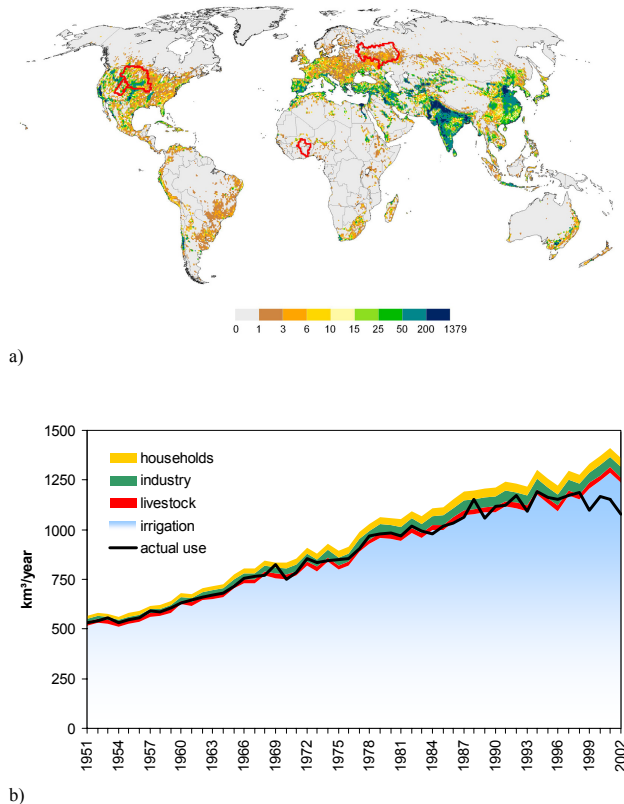 0 1 3 6 10 15 25 50 200 1379
a)
1500
1250
1000
750
500
250
0
km³/year
households
industry
livestock
irrigation
actual use
1951 1954 1957 1960 1963 1966 1969 1972 1975 1978 1981 1984 1987 1990 1993 1996 1999 2002
b)